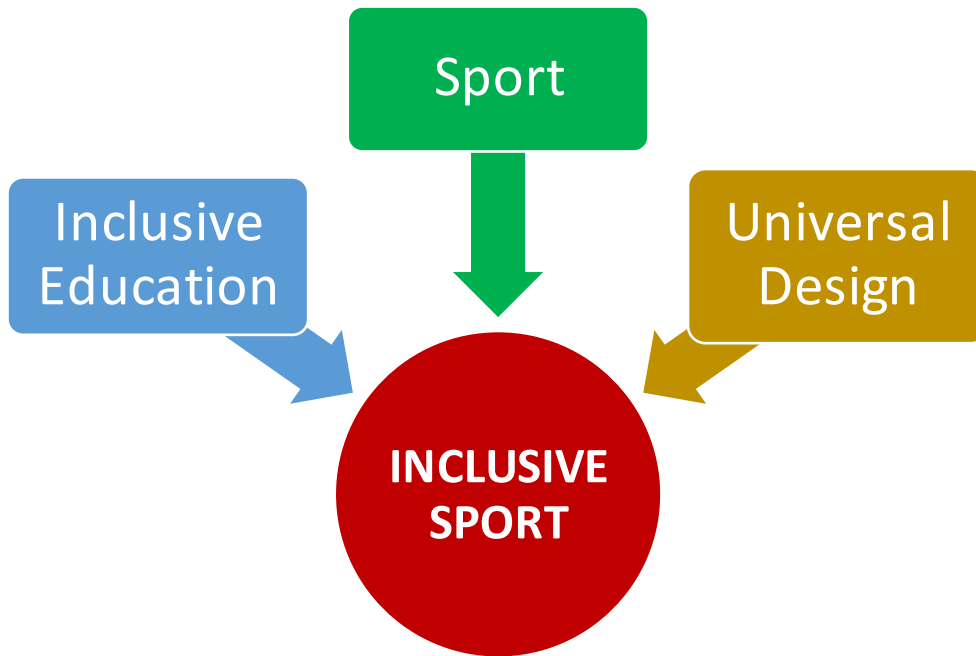 Sport
Inclusive
Education
Universal
Design
INCLUSIVE
SPORT